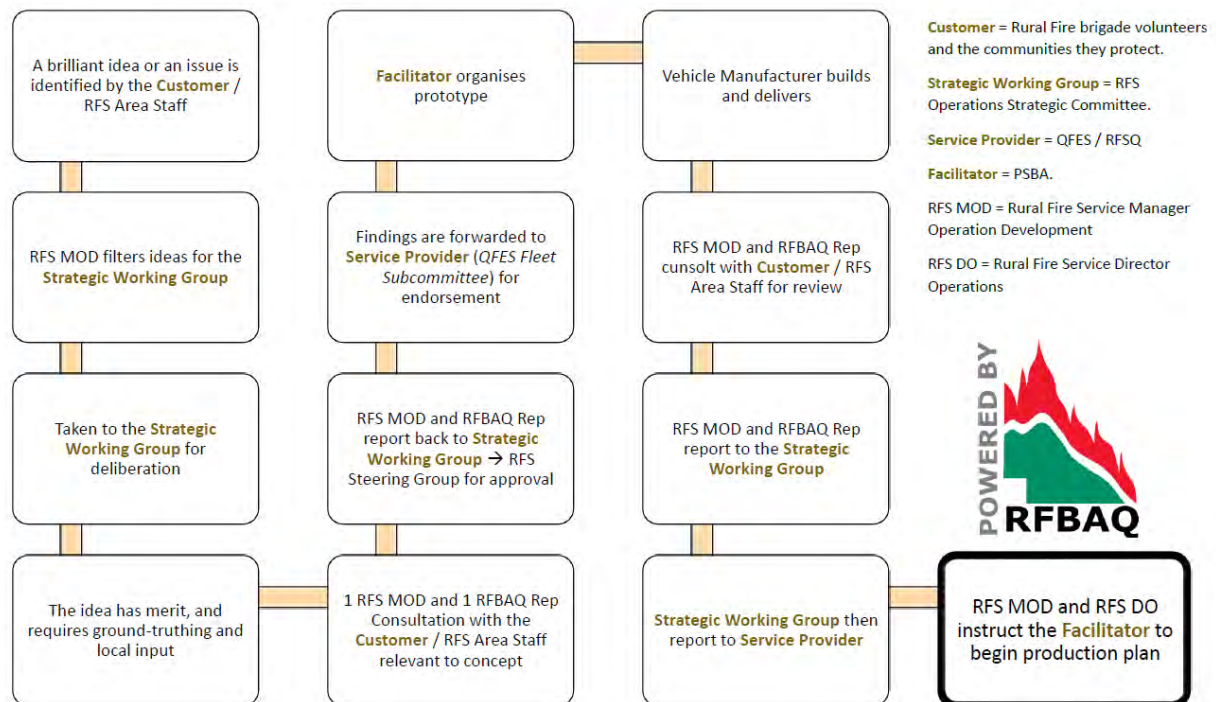 A brilliant idea or an issue is
identified by the Customer /
RFS Area Staff
RFS MOD filters ideas for the
Strategic Working Group
Taken to the Strategic
Working Group for
deliberation
The idea has merit, and
requires ground-truthing and
local input
1 RFS MOD and 1 RFBAQ Rep
Consultation with the
Customer / RFS Area Staff
relevant to concept
RFS MOD and RFBAQ Rep
report back to Strategic
Working Group → RFS
Steering Group for approval
Findings are forwarded to
Service Provider (QFES Fleet
Subcommittee) for
endorsement
Facilitator organises
prototype
Vehicle Manufacturer builds
and delivers
RFS MOD and RFBAQ Rep
cunsolt with Customer / RFS
Area Staff for review
RFS MOD and RFBAQ Rep
report to the Strategic
Working Group
Strategic Working Group then
report to Service Provider
RFS MOD and RFS DO
instruct the Facilitator to
begin production plan
Customer = Rural Fire brigade volunteers
and the communities they protect.
Strategic Working Group = RFS
Operations Strategic Committee.
Service Provider = QFES / RFSQ
Facilitator = PSBA.
RFS MOD = Rural Fire Service Manager
Operation Development
RFS DO = Rural Fire Service Director
Operations
POWERED BY
RFBAQ